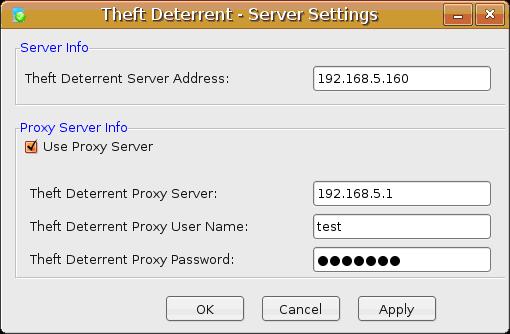 Theft Deterrent - Server Settings
Server Info
Theft Deterrent Server Address: 192.168.5.160
Proxy Server Info
Use Proxy Server
Theft Deterrent Proxy Server: 192.168.5.1
Theft Deterrent Proxy User Name: test
Theft Deterrent Proxy Password: ●●●●●●●
OK Cancel Apply